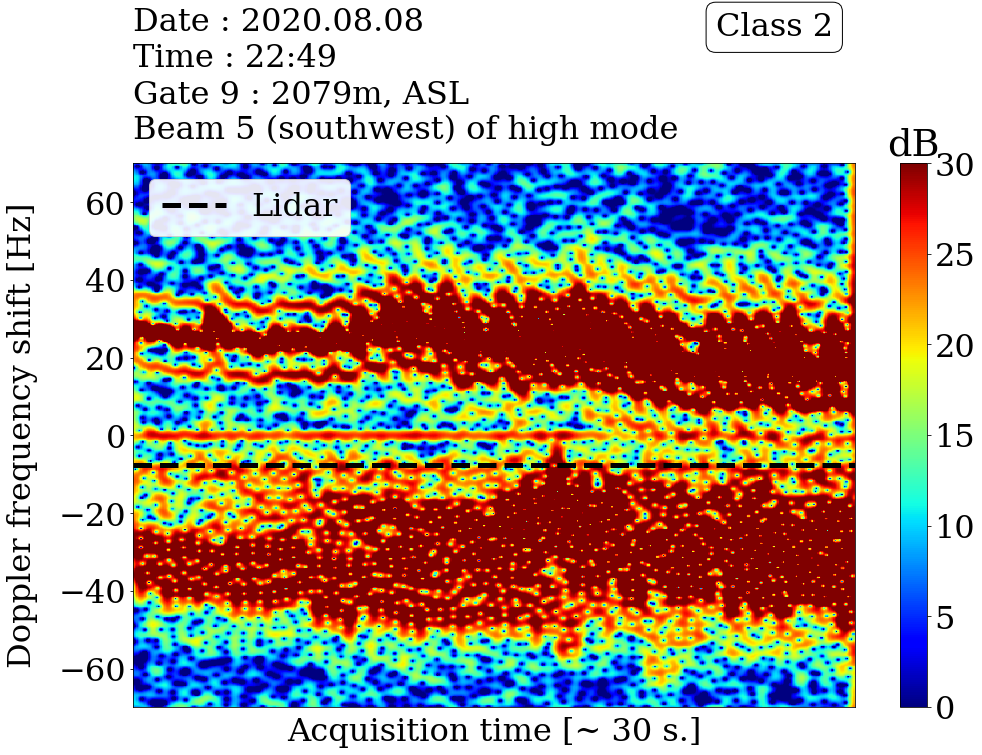 Date : 2020.08.08
Time : 22:49
Gate 9 : 2079m, ASL
Beam 5 (southwest) of high mode
Class 2
dB
Lidar
Doppler frequency shift [Hz]
60
40
20
0
−20
−40
−60
30
25
20
15
10
5
0
Acquisition time [~ 30 s.]